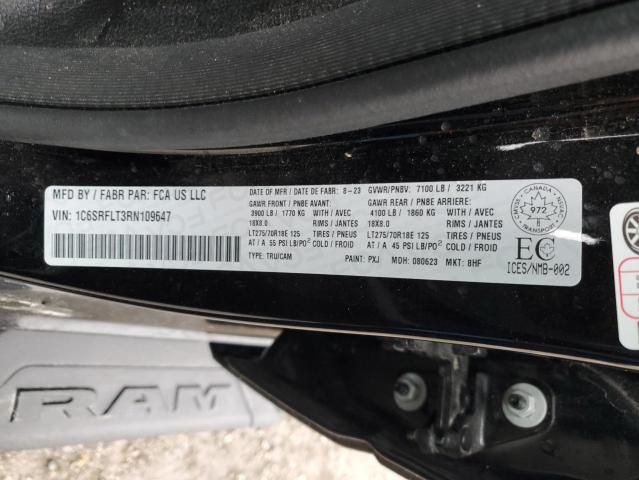 MFD BY / FABR PAR: FCA US LLC
VIN: 1C6SRFLT3RN109647
DATE OF MFR / DATE DE FABR: 8-23 GVWR/PNBV: 7100 LB / 3221 KG
GAWR FRONT / PNBE AVANT: GAWR REAR / PNBE ARRIERE:
3900 LB / 1770 KG WITH/AVEC 4100 LB / 1860 KG WITH/AVEC
18X8.0 RIMS / JANTES 18X8.0 RIMS / JANTES
LT275/70R18E 125 TIRES / PNEUS LT275/70R18E 125 TIRES / PNEUS
AT / A 55 PSI LB/PO² COLD / FROID AT / A 45 PSI LB/PO² COLD / FROID
TYPE: TRU/CAM PAINT: PXJ MDH: 080623 MKT: 8HF
CANADA
972
TRANSPORT
EC
ICES/NMB-002
RAM